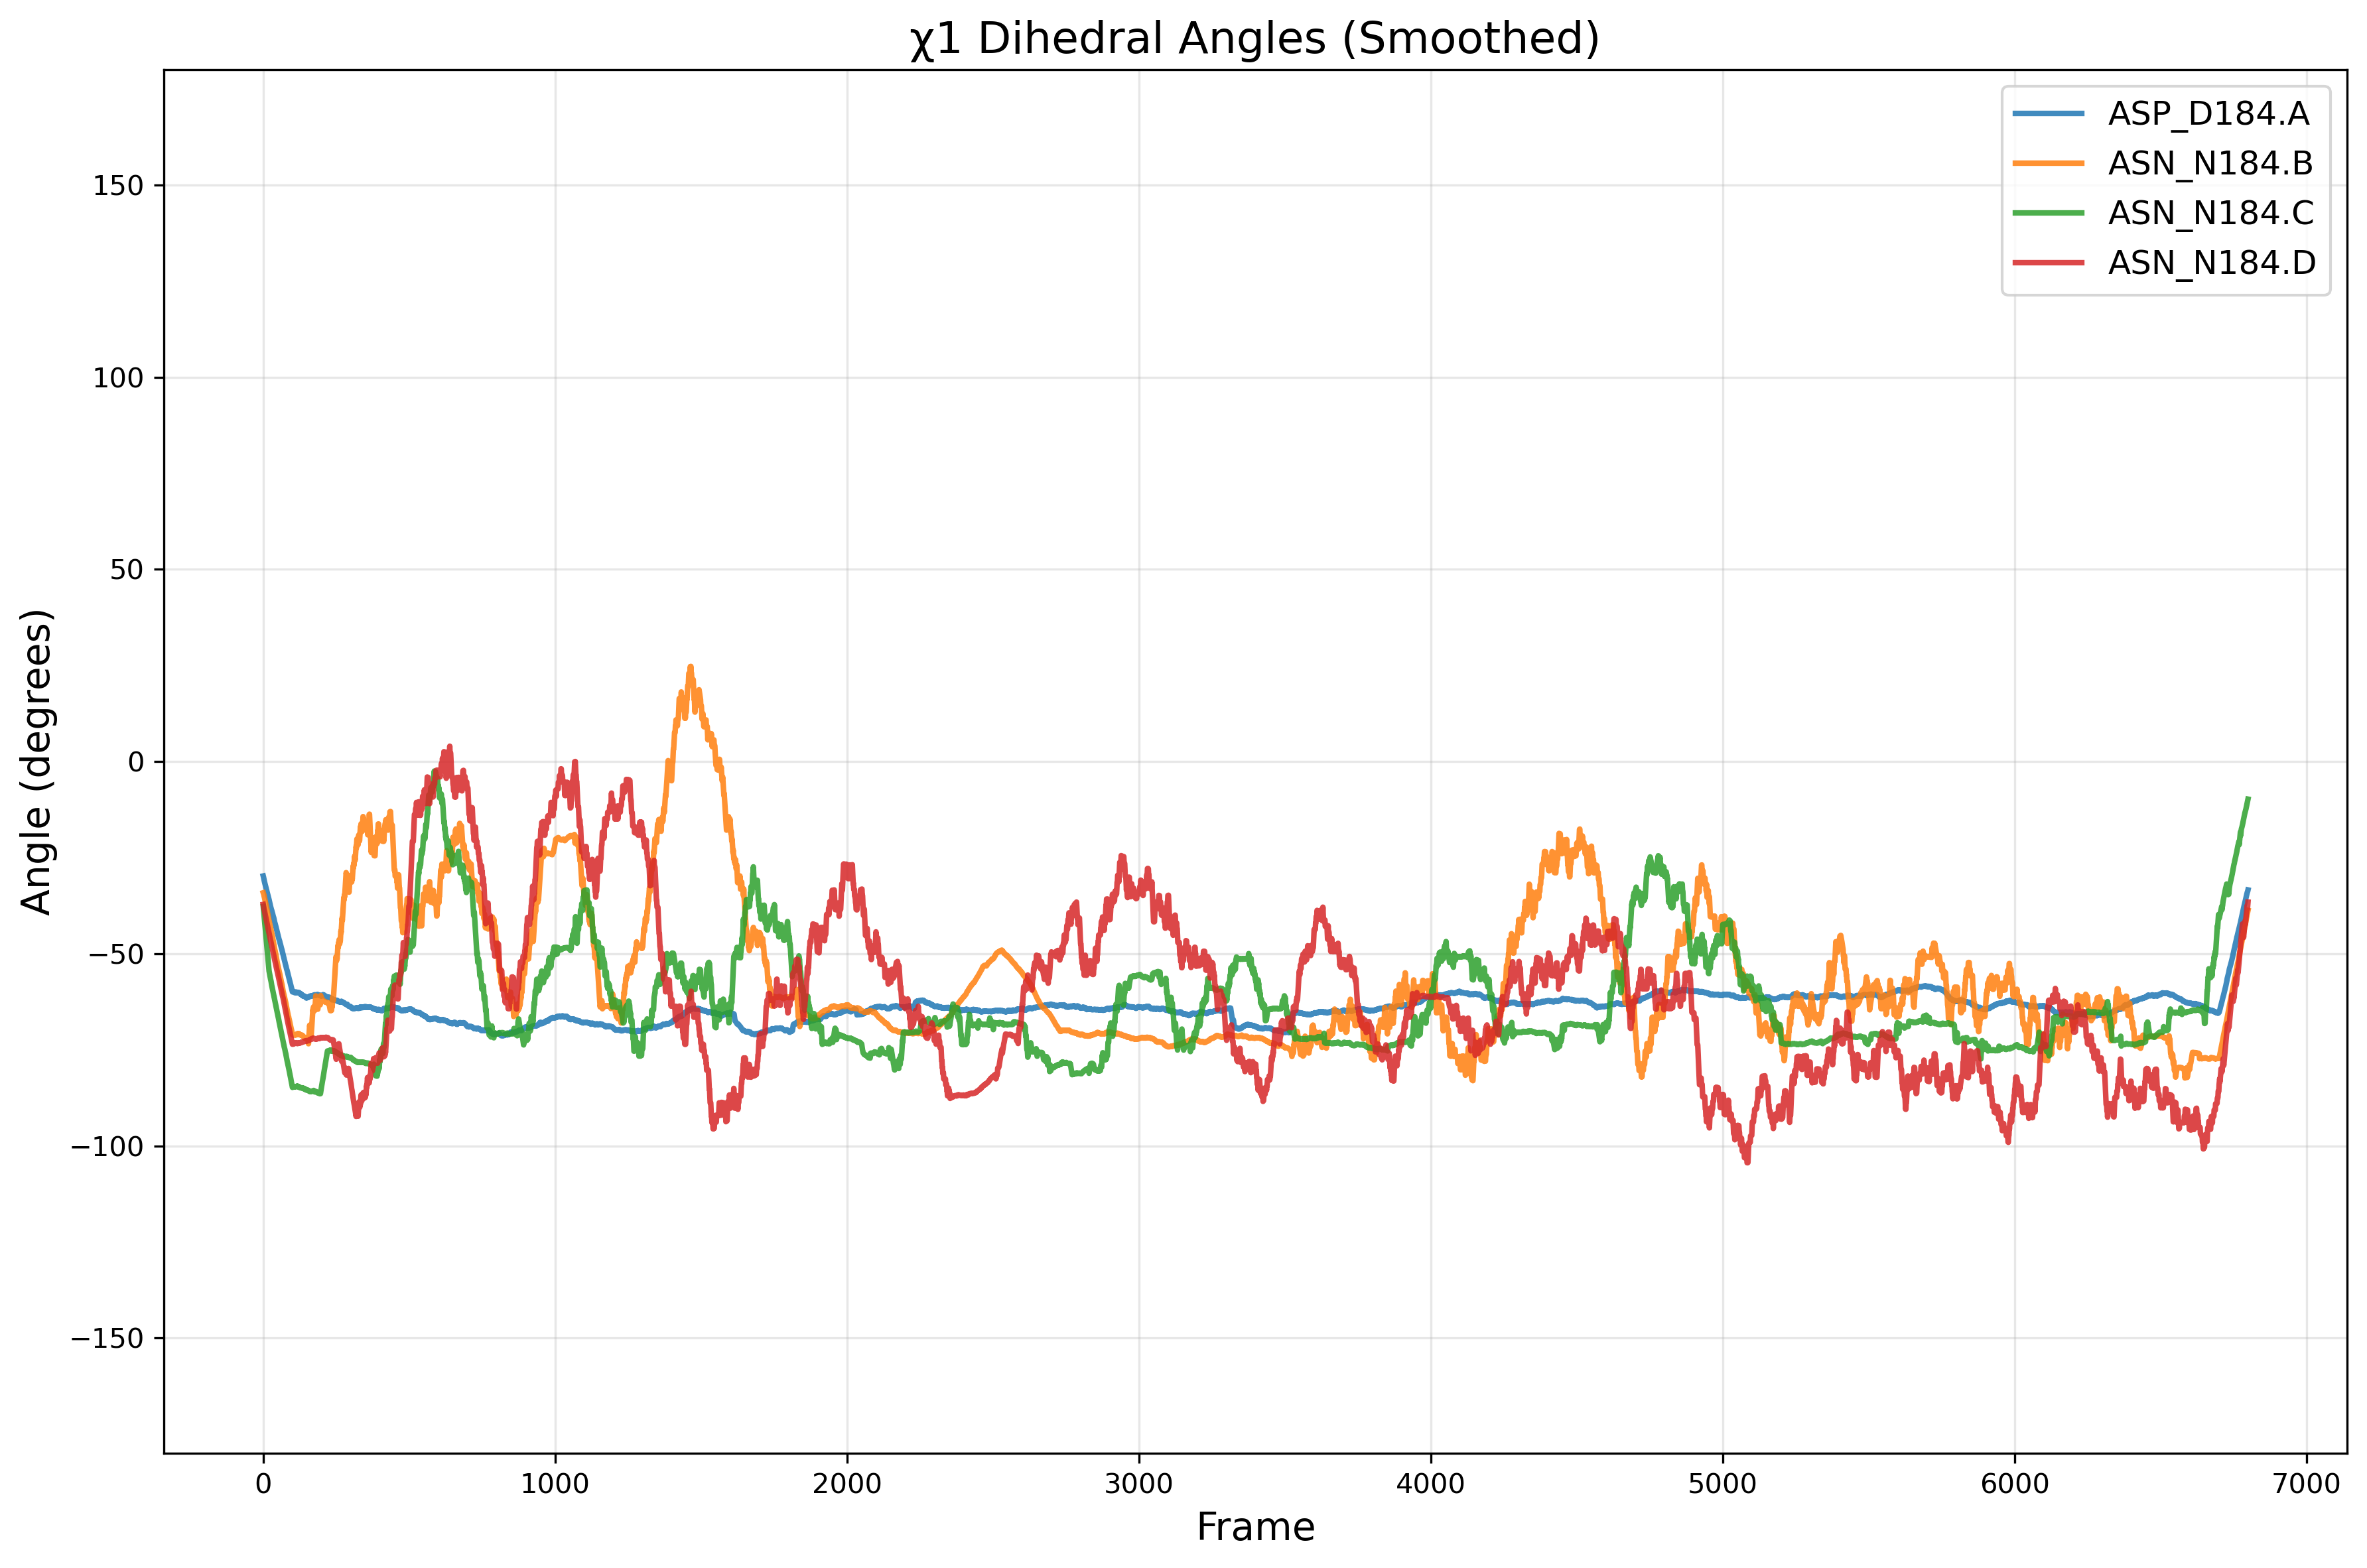 χ1 Dihedral Angles (Smoothed)
ASP_D184.A
ASN_N184.B
ASN_N184.C
ASN_N184.D
Angle (degrees)
150
100
50
0
−50
−100
−150
0 1000 2000 3000 4000 5000 6000 7000
Frame